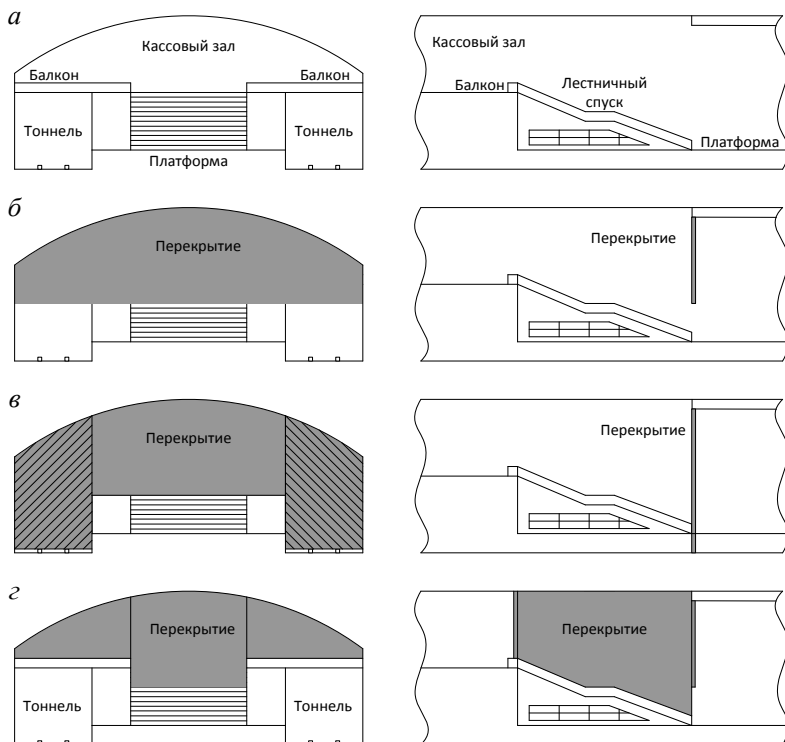 а
Кассовый зал
Балкон
Балкон
Тоннель
Тоннель
Платформа
Кассовый зал
Балкон
Лестничный
спуск
Платформа
б
Перекрытие
Перекрытие
в
Перекрытие
Перекрытие
г
Перекрытие
Тоннель
Тоннель
Перекрытие